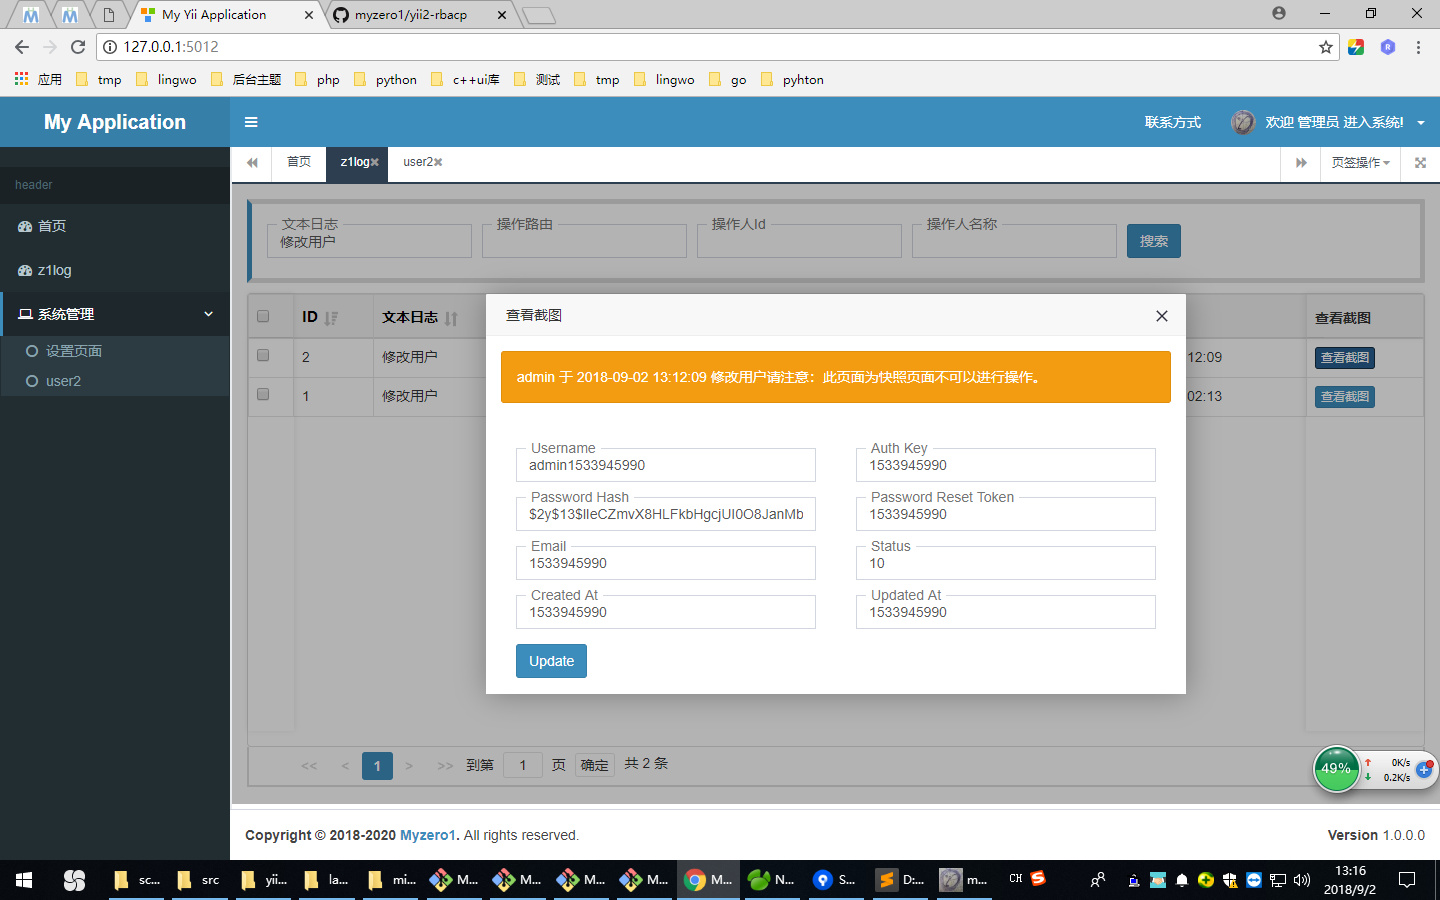 My Yii Application
myzero1/yii2-rbacp
127.0.0.1:5012
应用 tmp lingwo 后台主题 php python c++ui库 测试 tmp lingwo go pyhton
My Application
联系方式 欢迎 管理员 进入系统!
首页 z1log user2 页签操作
header
首页
z1log
系统管理
设置页面
user2
文本日志 操作路由 操作人Id 操作人名称
修改用户
搜索
ID 文本日志 查看截图
2 修改用户 12:09 查看截图
1 修改用户 02:13 查看截图
查看截图
admin 于 2018-09-02 13:12:09 修改用户请注意：此页面为快照页面不可以进行操作。
Username Auth Key
admin1533945990 1533945990
Password Hash Password Reset Token
1533945990
Email Status
1533945990 10
Created At Updated At
1533945990 1533945990
Update
<< < 1 > >> 到第 1 页 确定 共 2 条
49% 0K/s
0.2K/s
Copyright © 2018-2020 Myzero1. All rights reserved. Version 1.0.0.0
sc... src yii... la... mi... M... M... M... M... M... N... S... D:... m... CH 13:16
2018/9/2